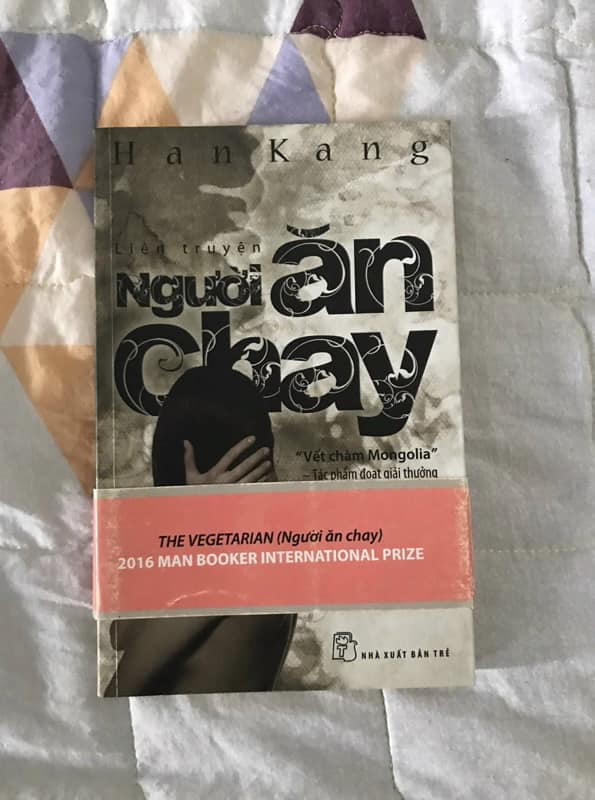 Han Kang
Liên truyện
Người ăn
chay
"Vết chàm Mongolia"
– Tác phẩm đoạt giải thưởng
THE VEGETARIAN (Người ăn chay)
2016 MAN BOOKER INTERNATIONAL PRIZE
NHÀ XUẤT BẢN TRẺ